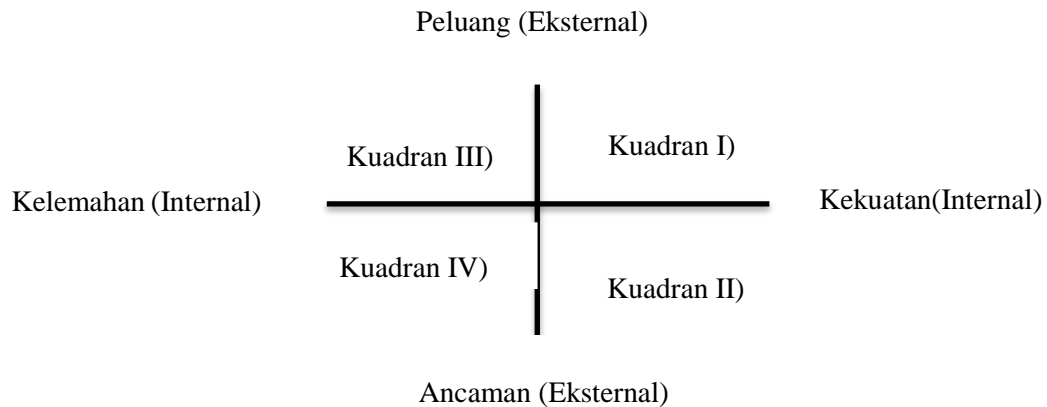 Peluang (Eksternal)
Kuadran III)
Kuadran I)
Kelemahan (Internal)
Kekuatan(Internal)
Kuadran IV)
Kuadran II)
Ancaman (Eksternal)